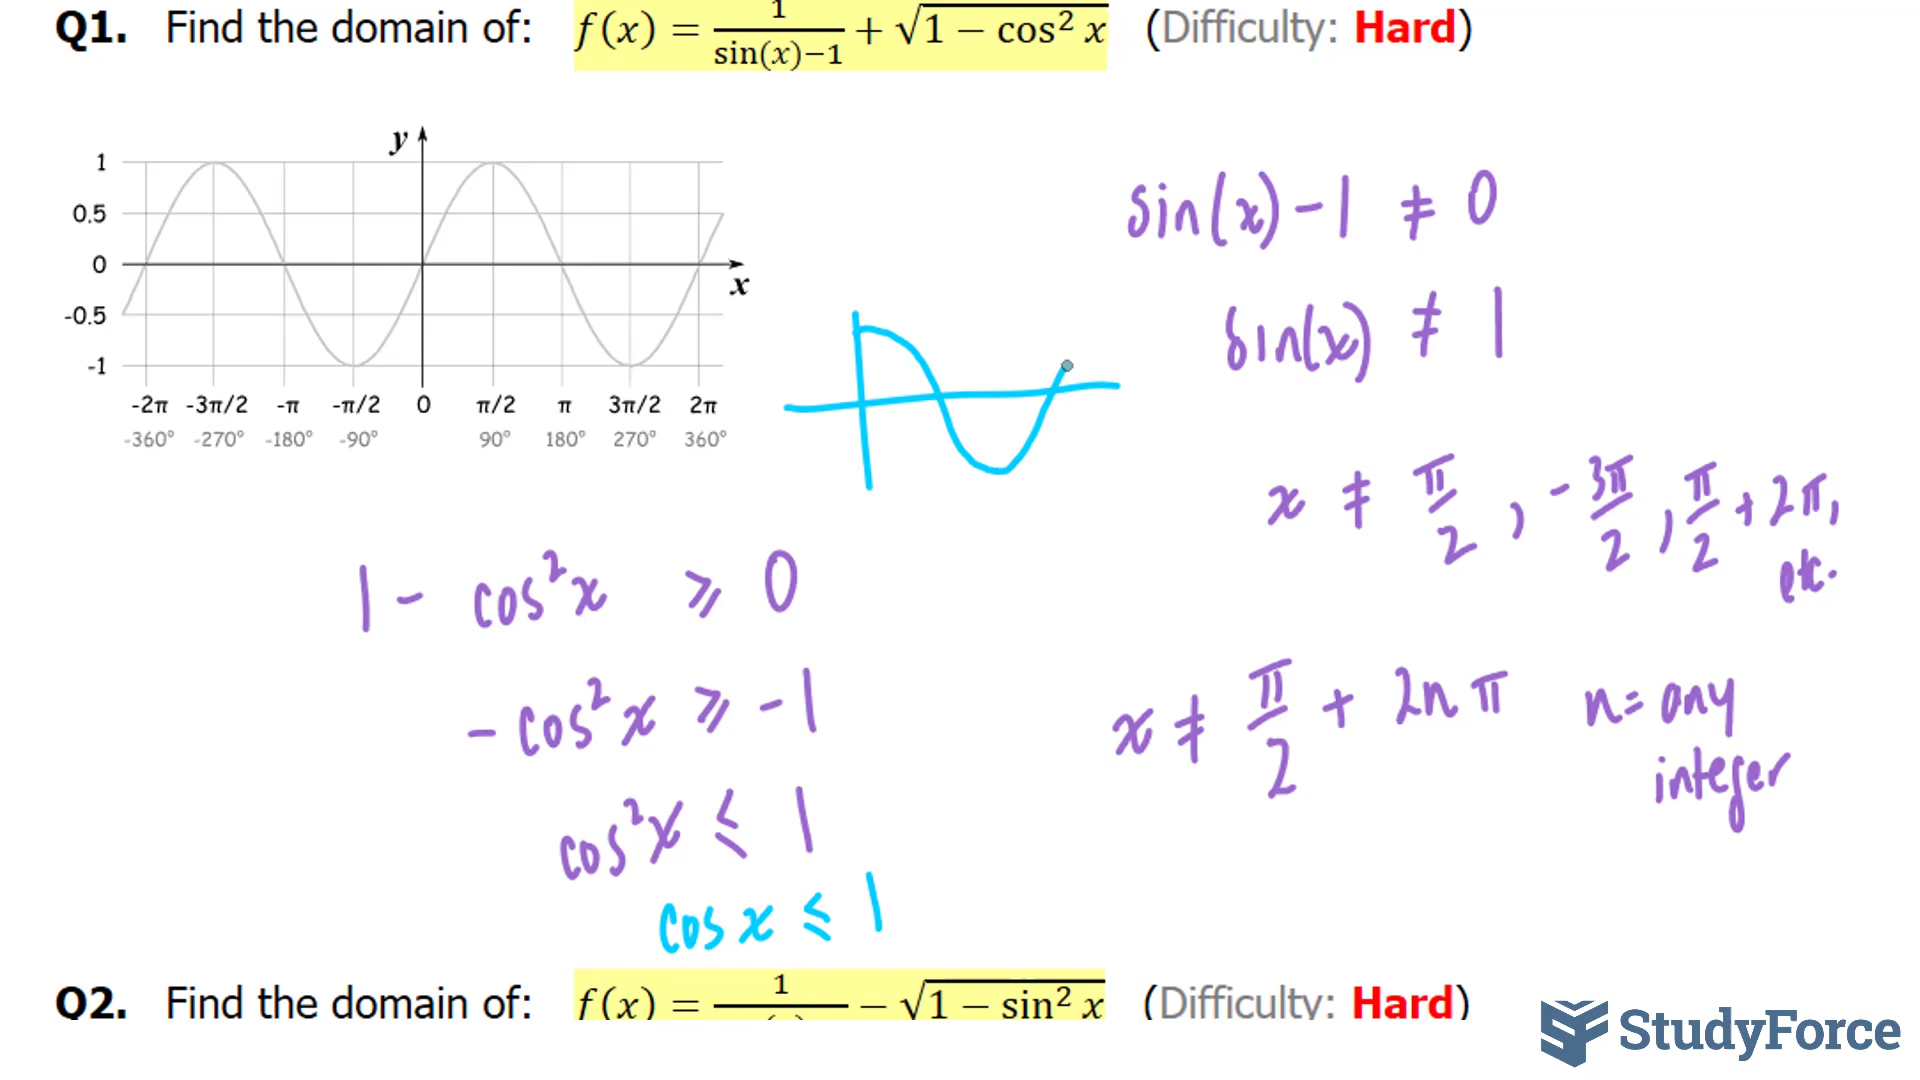 Q1. Find the domain of: f(x) = 1/(sin(x)−1) + √(1 − cos² x) (Difficulty: Hard)
y
1
0.5
0
-0.5
-1
x
-2π -3π/2 -π -π/2 0 π/2 π 3π/2 2π
-360° -270° -180° -90° 90° 180° 270° 360°
sin(x) - 1 ≠ 0
sin(x) ≠ 1
x ≠ π/2, -3π/2, π/2 + 2π,
etc.
x ≠ π/2 + 2nπ n = any
integer
1 - cos²x ≥ 0
- cos²x ≥ -1
cos²x ≤ 1
cos x ≤ 1
Q2. Find the domain of: f(x) = 1/ − √(1 − sin² x) (Difficulty: Hard)
StudyForce